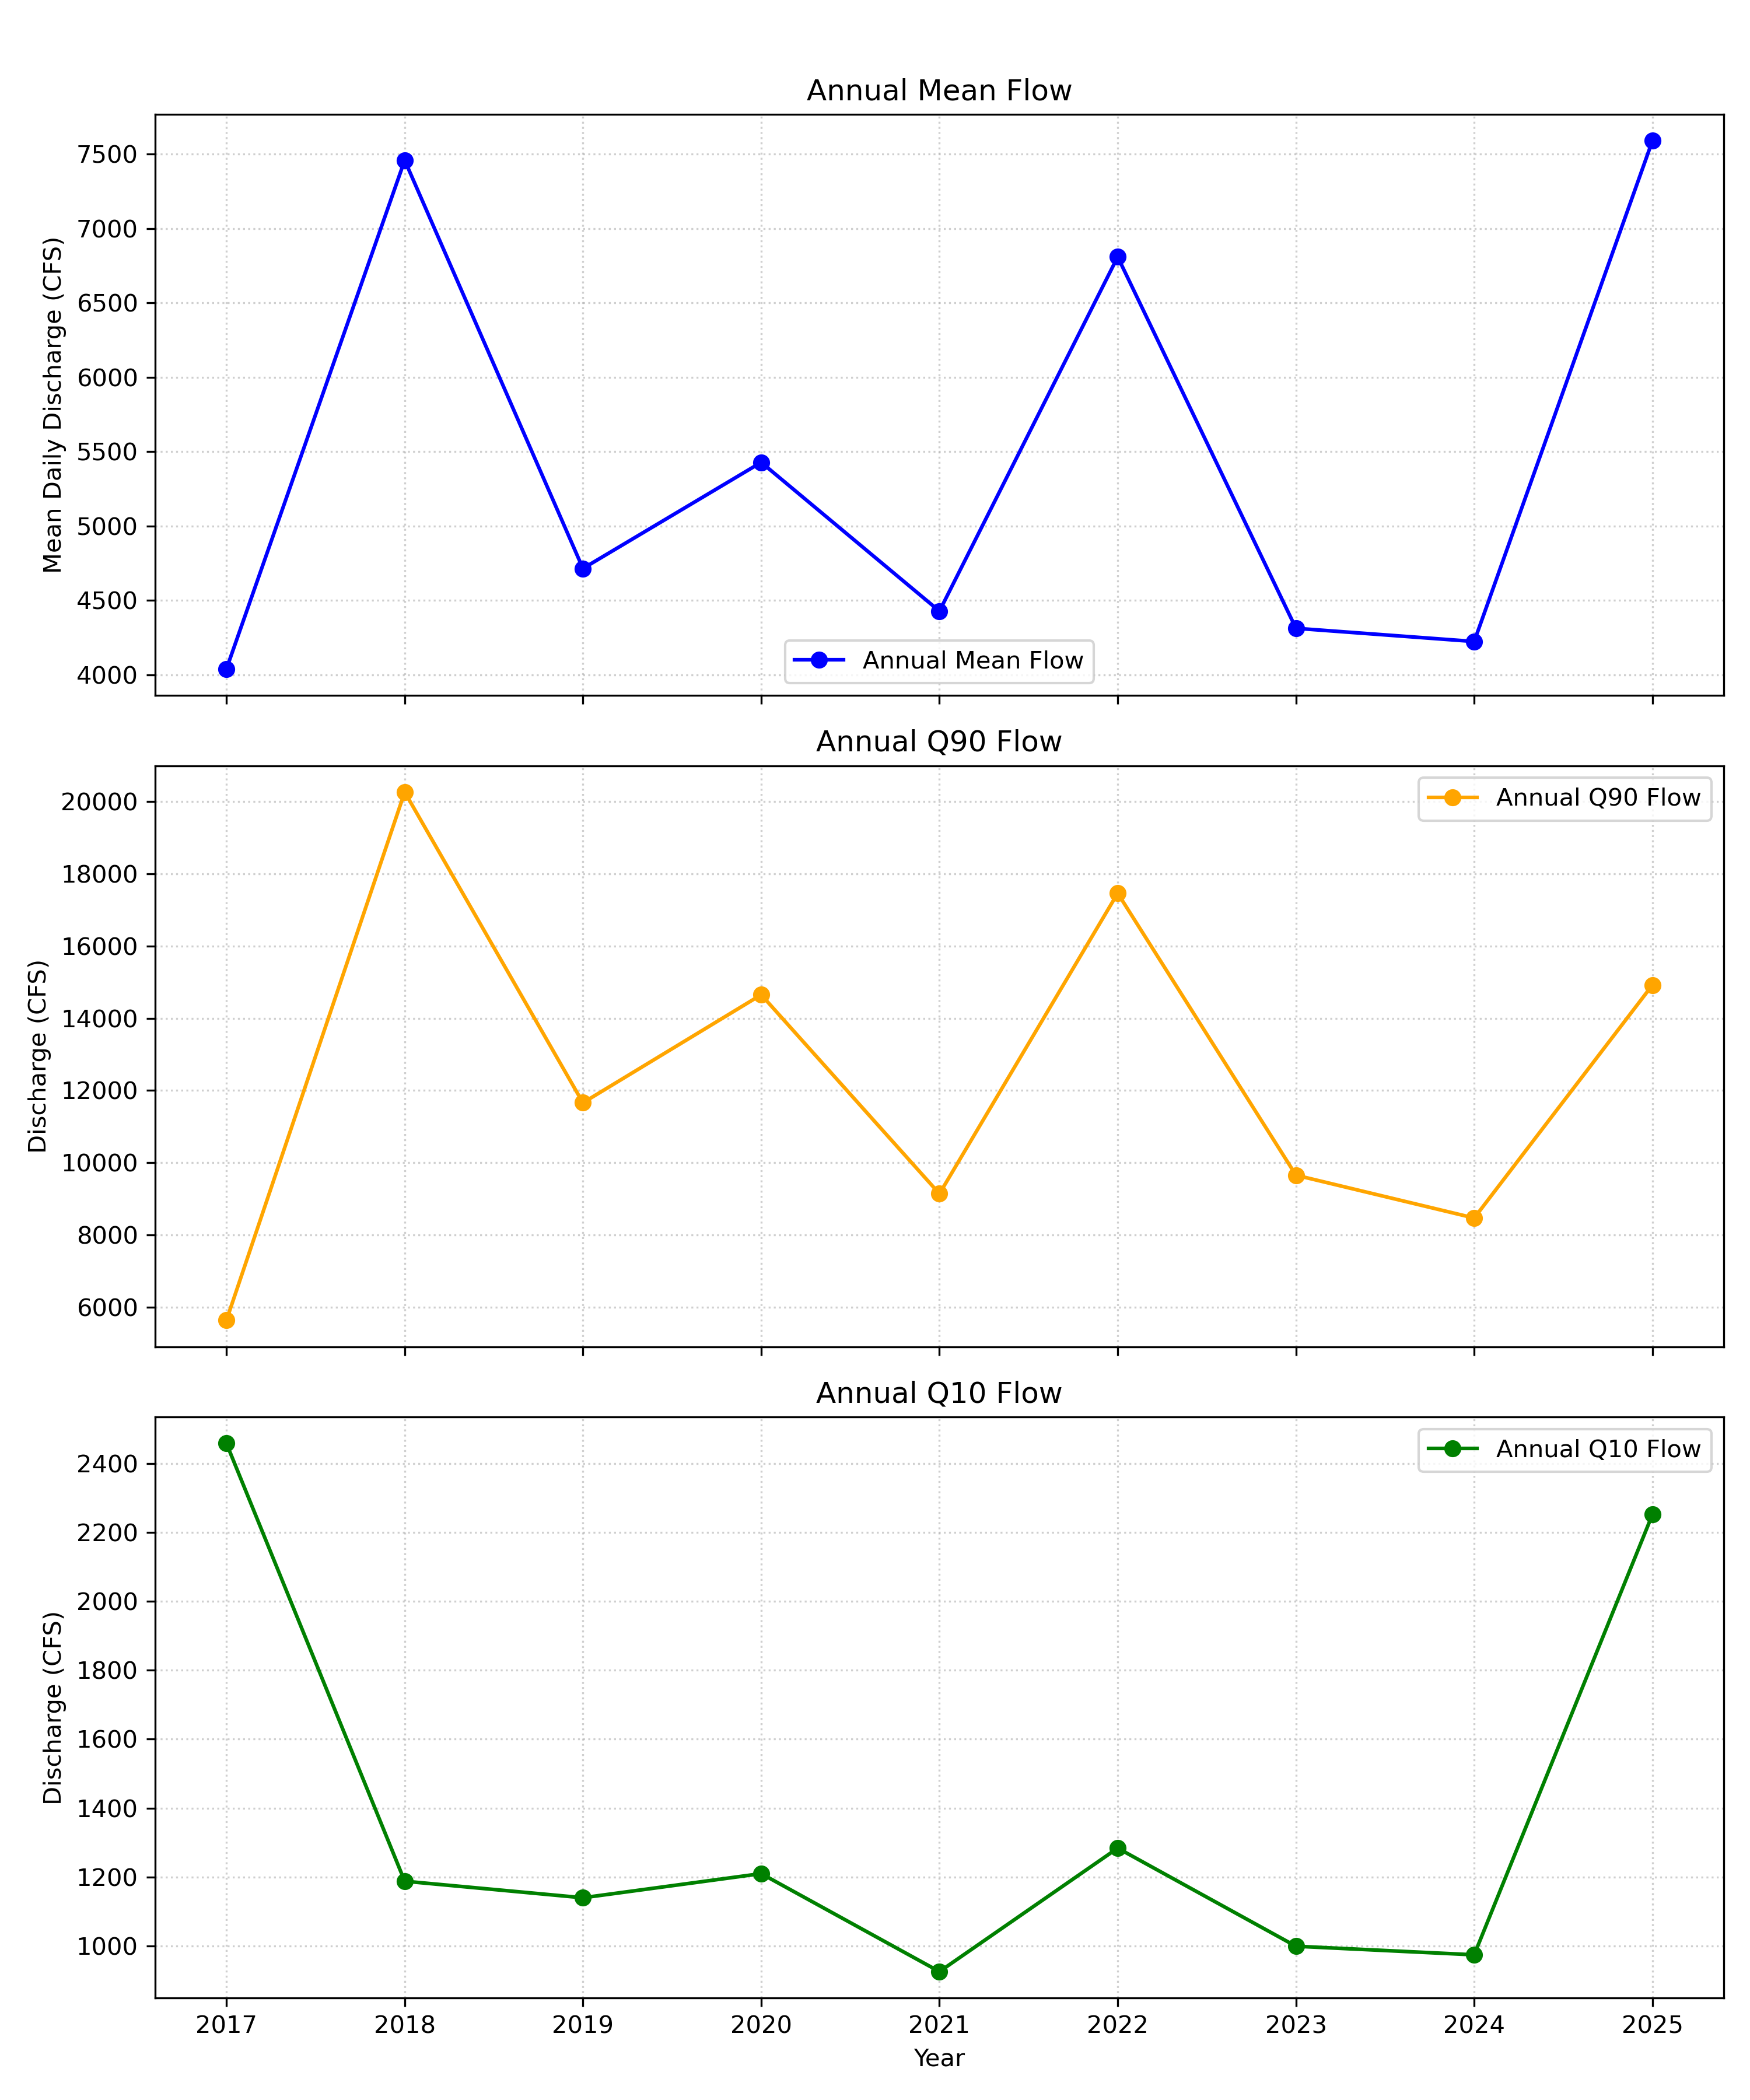 Annual Mean Flow
7500
7000
6500
6000
5500
5000
4500
4000
Mean Daily Discharge (CFS)
Annual Mean Flow
Annual Q90 Flow
20000
18000
16000
14000
12000
10000
8000
6000
Discharge (CFS)
Annual Q90 Flow
Annual Q10 Flow
2400
2200
2000
1800
1600
1400
1200
1000
Discharge (CFS)
Annual Q10 Flow
2017 2018 2019 2020 2021 2022 2023 2024 2025
Year